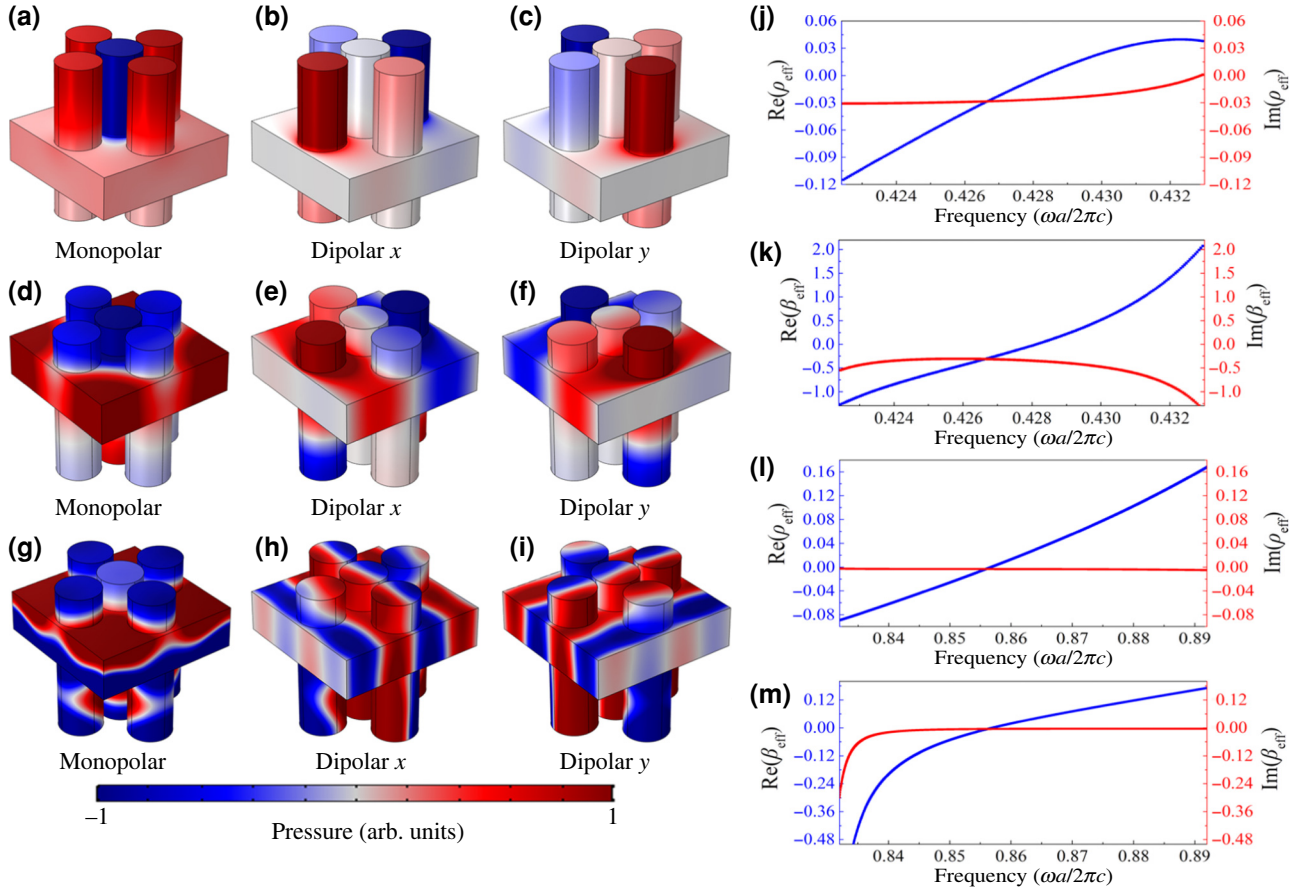 (a) (b) (c)
Monopolar Dipolar x Dipolar y
(d) (e) (f)
Monopolar Dipolar x Dipolar y
(g) (h) (i)
Monopolar Dipolar x Dipolar y
−1 1
Pressure (arb. units)
(j)
Re(ρeff)
0.06
0.03
0.00
−0.03
−0.06
−0.09
−0.12
0.06
0.03
0.00
−0.03
−0.06
−0.09
−0.12
Im(ρeff)
0.424 0.426 0.428 0.430 0.432
Frequency (ωa/2πc)
(k)
Re(βeff)
2.0
1.5
1.0
0.5
0.0
−0.5
−1.0
2.0
1.5
1.0
0.5
0.0
−0.5
−1.0
Im(βeff)
0.424 0.426 0.428 0.430 0.432
Frequency (ωa/2πc)
(l)
Re(ρeff)
0.16
0.12
0.08
0.04
0.00
−0.04
−0.08
0.16
0.12
0.08
0.04
0.00
−0.04
−0.08
Im(ρeff)
0.84 0.85 0.86 0.87 0.88 0.89
Frequency (ωa/2πc)
(m)
Re(βeff)
0.12
0.00
−0.12
−0.24
−0.36
−0.48
0.12
0.00
−0.12
−0.24
−0.36
−0.48
Im(βeff)
0.84 0.85 0.86 0.87 0.88 0.89
Frequency (ωa/2πc)